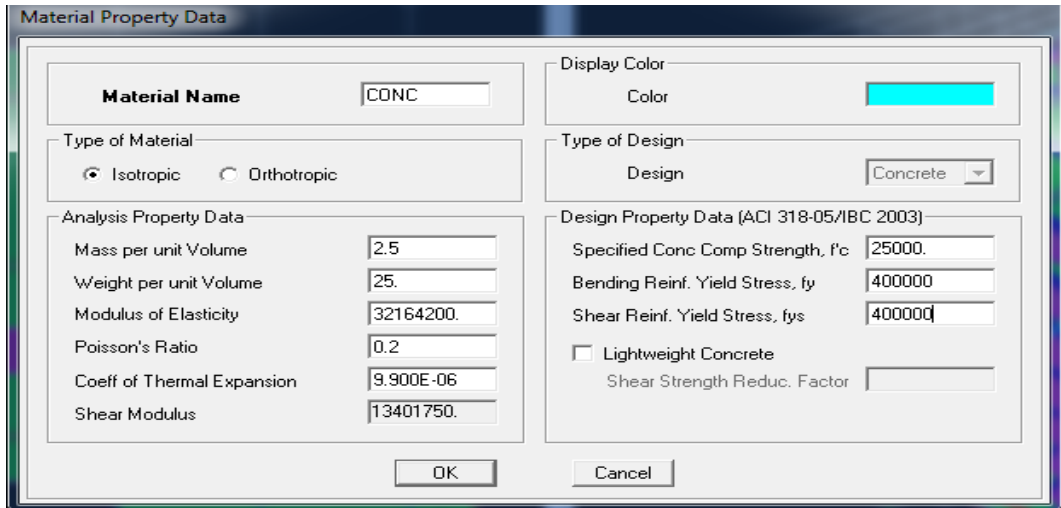 Material Property Data
Material Name CONC
Display Color
Color
Type of Material
Isotropic Orthotropic
Type of Design
Design Concrete
Analysis Property Data
Mass per unit Volume 2.5
Weight per unit Volume 25.
Modulus of Elasticity 32164200.
Poisson's Ratio 0.2
Coeff of Thermal Expansion 9.900E-06
Shear Modulus 13401750.
Design Property Data (ACI 318-05/IBC 2003)
Specified Conc Comp Strength, f'c 25000.
Bending Reinf. Yield Stress, fy 400000
Shear Reinf. Yield Stress, fys 400000
Lightweight Concrete
Shear Strength Reduc. Factor
OK Cancel